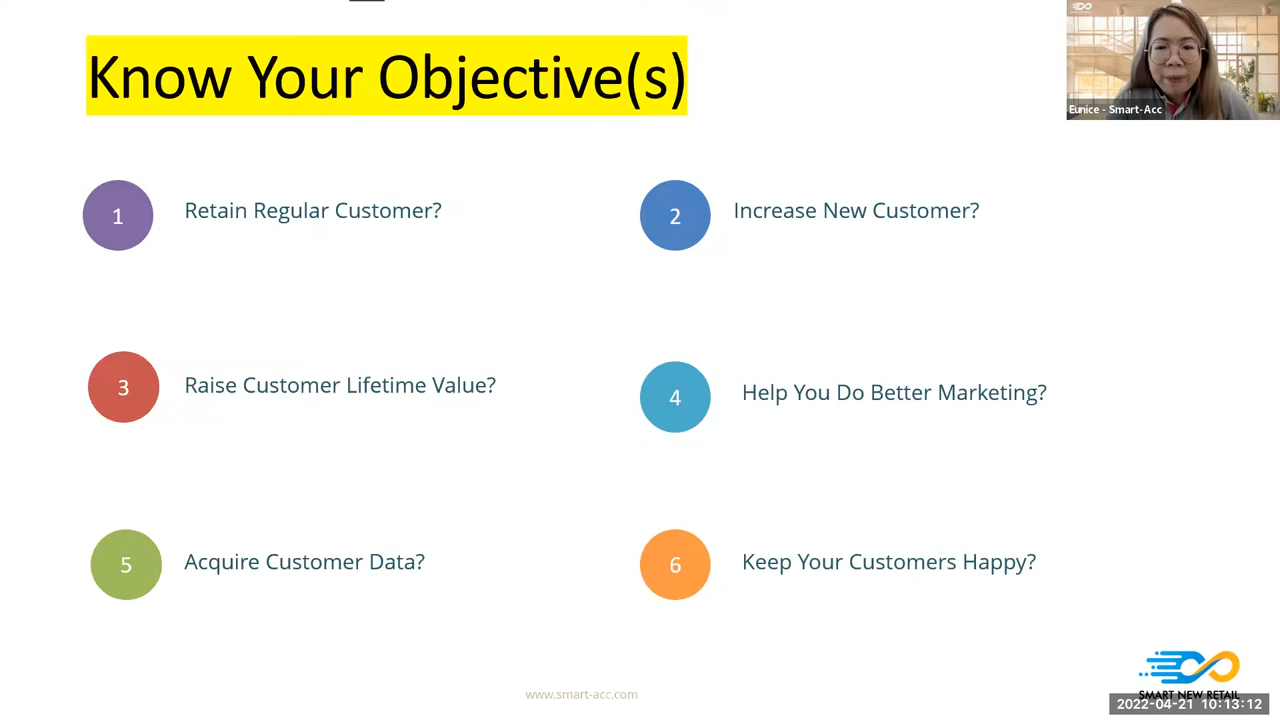 Know Your Objective(s)
Eunice - Smart-Acc
1 Retain Regular Customer?
2 Increase New Customer?
3 Raise Customer Lifetime Value?
4 Help You Do Better Marketing?
5 Acquire Customer Data?
6 Keep Your Customers Happy?
www.smart-acc.com
SMART NEW RETAIL
2022-04-21 10:13:12